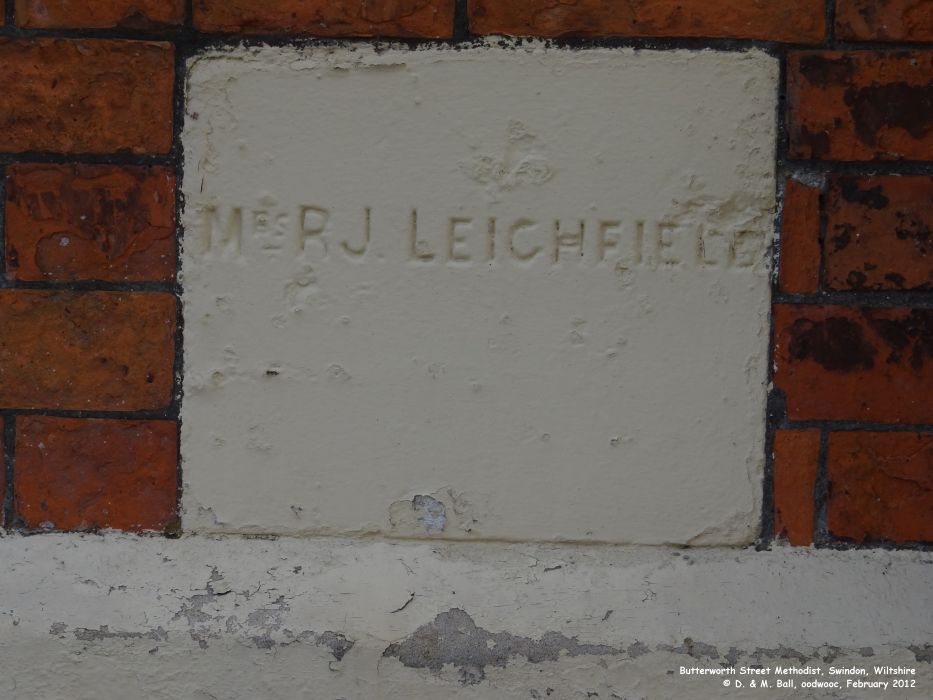 MRS R.J. LEICHFIELD
Butterworth Street Methodist, Swindon, Wiltshire
© D. & M. Ball, oodwooc, February 2012